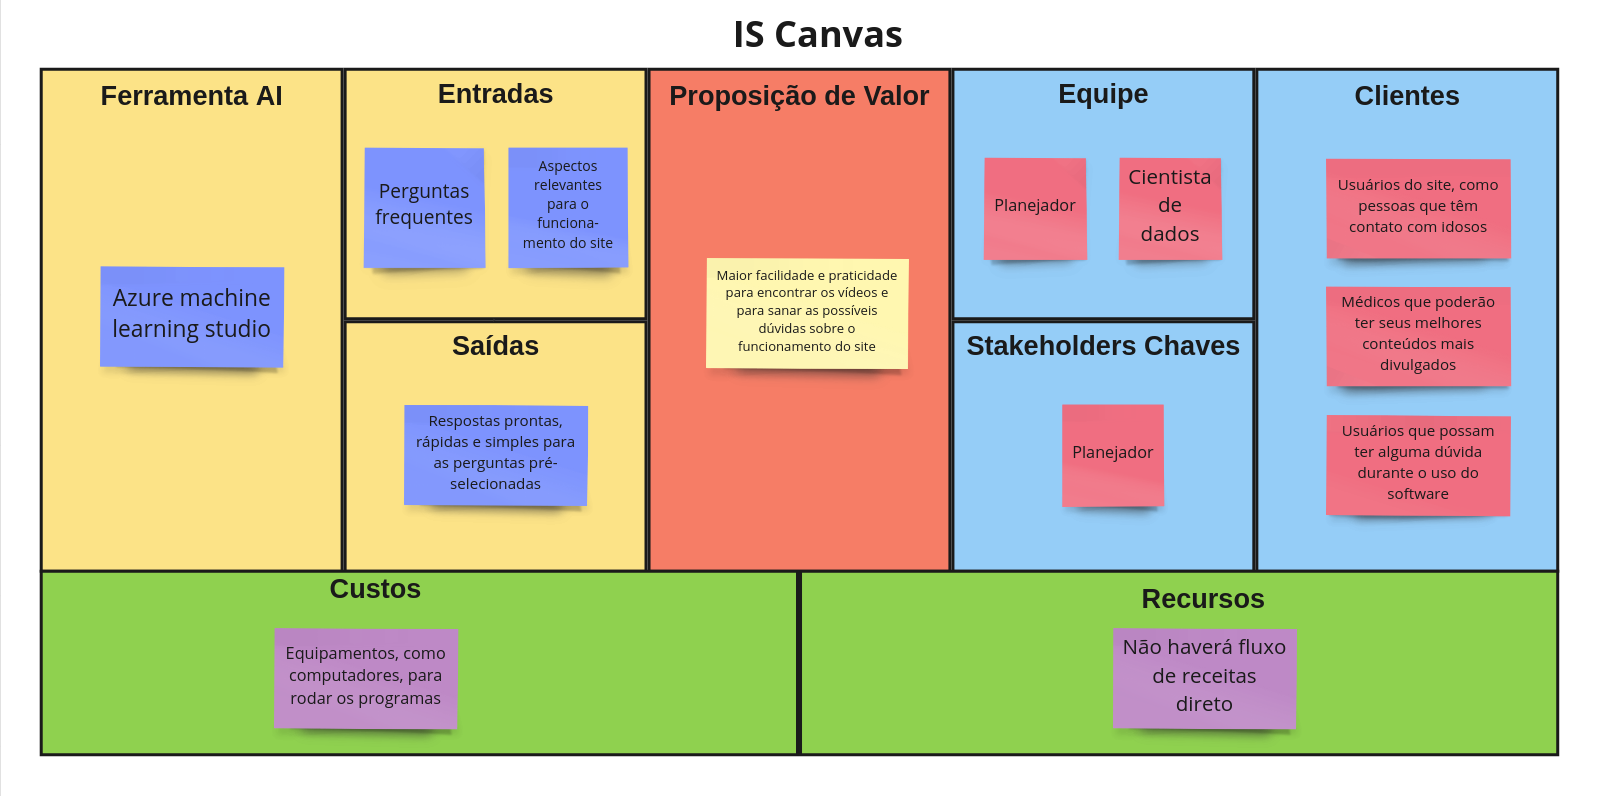 IS Canvas
Ferramenta AI
Azure machine
learning studio
Entradas
Perguntas
frequentes
Aspectos
relevantes
para o
funciona-
mento do site
Saídas
Respostas prontas,
rápidas e simples para
as perguntas pré-
selecionadas
Proposição de Valor
Maior facilidade e praticidade
para encontrar os vídeos e
para sanar as possíveis
dúvidas sobre o
funcionamento do site
Equipe
Planejador
Cientista
de
dados
Stakeholders Chaves
Planejador
Clientes
Usuários do site, como
pessoas que têm
contato com idosos
Médicos que poderão
ter seus melhores
conteúdos mais
divulgados
Usuários que possam
ter alguma dúvida
durante o uso do
software
Custos
Equipamentos, como
computadores, para
rodar os programas
Recursos
Não haverá fluxo
de receitas
direto